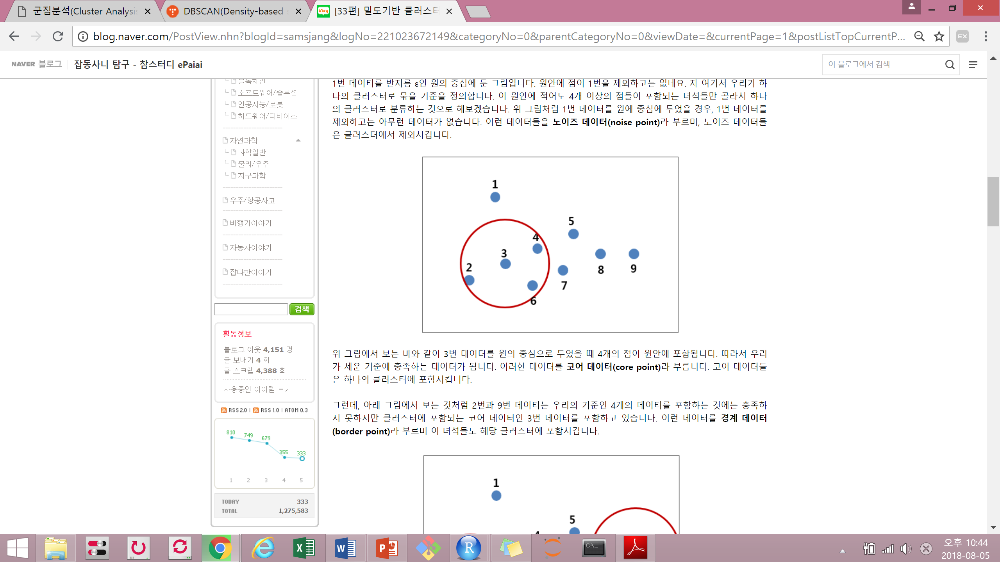 군집분석(Cluster Analysis
DBSCAN(Density-based s
[33편] 밀도기반 클러스터
blog.naver.com/PostView.nhn?blogId=samsjang&logNo=221023672149&categoryNo=0&parentCategoryNo=0&viewDate=&currentPage=1&postListTopCurrentP...
EX
NAVER 블로그
잡동사니 탐구 - 참스터디 ePaiai
이 블로그에서 검색
블록체인
소프트웨어/솔루션
인공지능/로봇
하드웨어/디바이스
자연과학
과학일반
물리/우주
지구과학
우주/항공사고
비행기이야기
자동차이야기
잡다한이야기
검색
활동정보
블로그 이웃 4,151 명
글 보내기 4 회
글 스크랩 4,388 회
사용중인 아이템 보기
RSS 2.0 | RSS 1.0 | ATOM 0.3
810
749
679
355
333
1 2 3 4 5
TODAY 333
TOTAL 1,275,583
1번 데이터를 반지름 ε인 원의 중심에 둔 그림입니다. 원안에 점이 1번을 제외하고는 없네요. 자 여기서 우리가 하
나의 클러스터로 묶을 기준을 정의합니다. 이 원안에 적어도 4개 이상의 점들이 포함되는 녀석들만 골라서 하나
의 클러스터로 분류하는 것으로 해보겠습니다. 위 그림처럼 1번 데이터를 원에 중심에 두었을 경우, 1번 데이터를
제외하고는 아무런 데이터가 없습니다. 이런 데이터들을 노이즈 데이터(noise point)라 부르며, 노이즈 데이터들
은 클러스터에서 제외시킵니다.
1
5
4
3
2
8
9
7
6
위 그림에서 보는 바와 같이 3번 데이터를 원의 중심으로 두었을 때 4개의 점이 원안에 포함됩니다. 따라서 우리
가 세운 기준에 충족하는 데이터가 됩니다. 이러한 데이터를 코어 데이터(core point)라 부릅니다. 코어 데이터들
은 하나의 클러스터에 포함시킵니다.
그런데, 아래 그림에서 보는 것처럼 2번과 9번 데이터는 우리의 기준인 4개의 데이터를 포함하는 것에는 충족하
지 못하지만 클러스터에 포함되는 코어 데이터인 3번 데이터를 포함하고 있습니다. 이런 데이터를 경계 데이터
(border point)라 부르며 이 녀석들도 해당 클러스터에 포함시킵니다.
1
5
4
C:\_
오후 10:44
2018-08-05